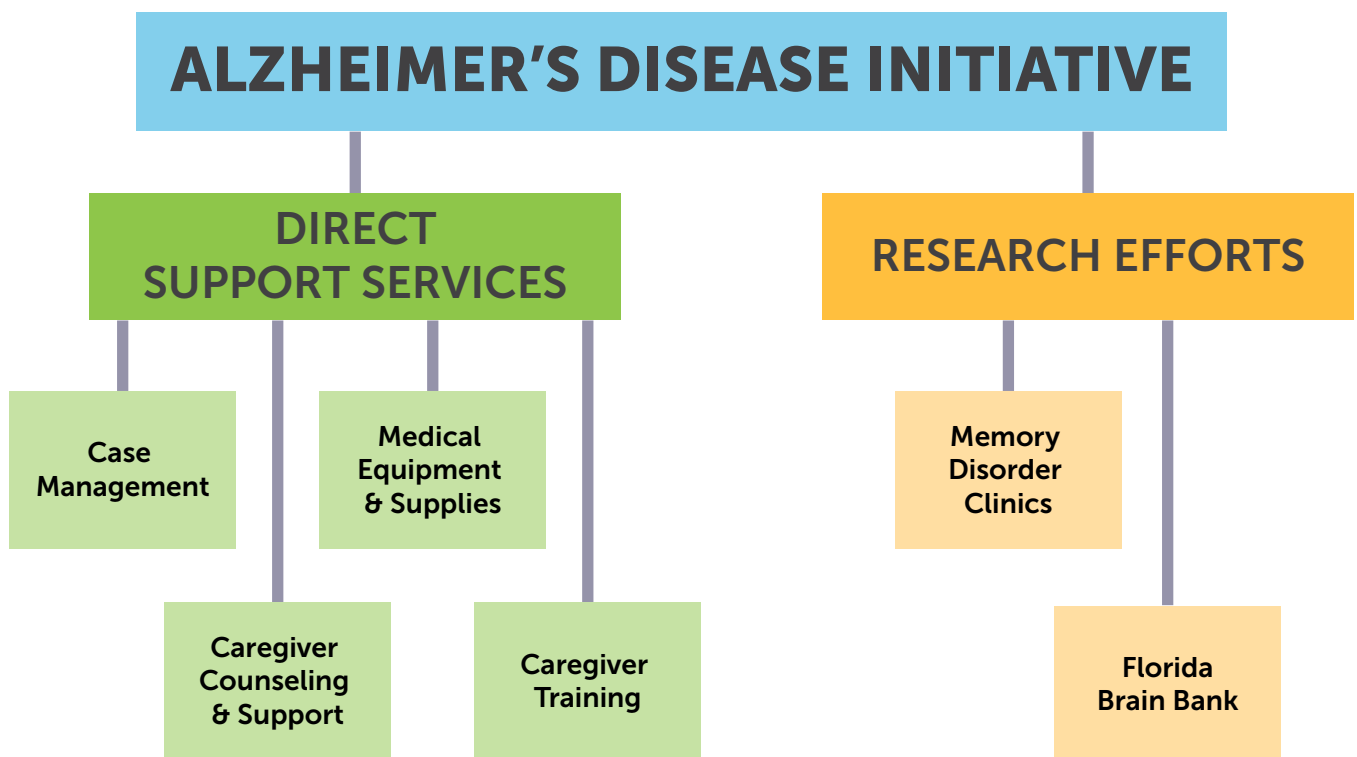 ALZHEIMER’S DISEASE INITIATIVE
DIRECT
SUPPORT SERVICES
RESEARCH EFFORTS
Case
Management
Medical
Equipment
& Supplies
Memory
Disorder
Clinics
Caregiver
Counseling
& Support
Caregiver
Training
Florida
Brain Bank